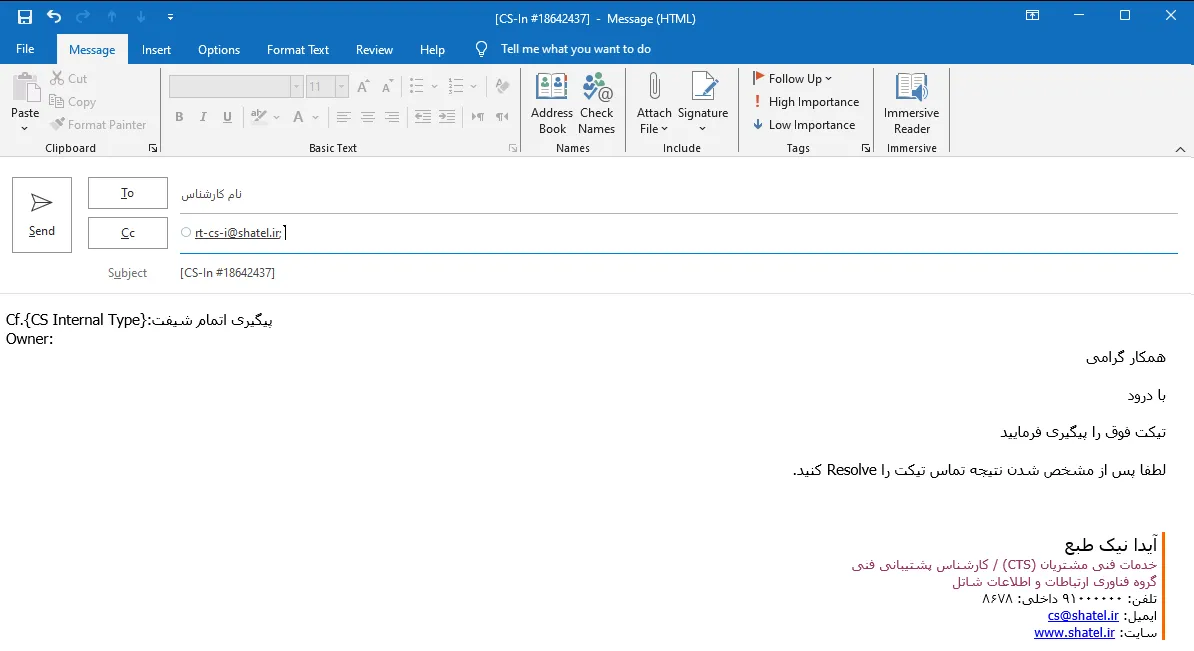 [CS-In #18642437] - Message (HTML)
File Message Insert Options Format Text Review Help Tell me what you want to do
Paste
Cut
Copy
Format Painter
Clipboard
11
B I U
Basic Text
Address Book
Check Names
Names
Attach File
Signature
Include
Follow Up
High Importance
Low Importance
Tags
Immersive Reader
Immersive
Send
To
نام کارشناس
Cc
rt-cs-i@shatel.ir;
Subject
[CS-In #18642437]
Cf.{CS Internal Type}:پیگیری اتمام شیفت
Owner:
همکار گرامی
با درود
تیکت فوق را پیگیری فرمایید
لطفا پس از مشخص شدن نتیجه تماس تیکت را Resolve کنید.
آیدا نیک طبع
خدمات فنی مشتریان (CTS) / کارشناس پشتیبانی فنی
گروه فناوری ارتباطات و اطلاعات شاتل
تلفن: ۹۱۰۰۰۰۰۰ داخلی: ۸۶۷۸
ایمیل: cs@shatel.ir
سایت: www.shatel.ir